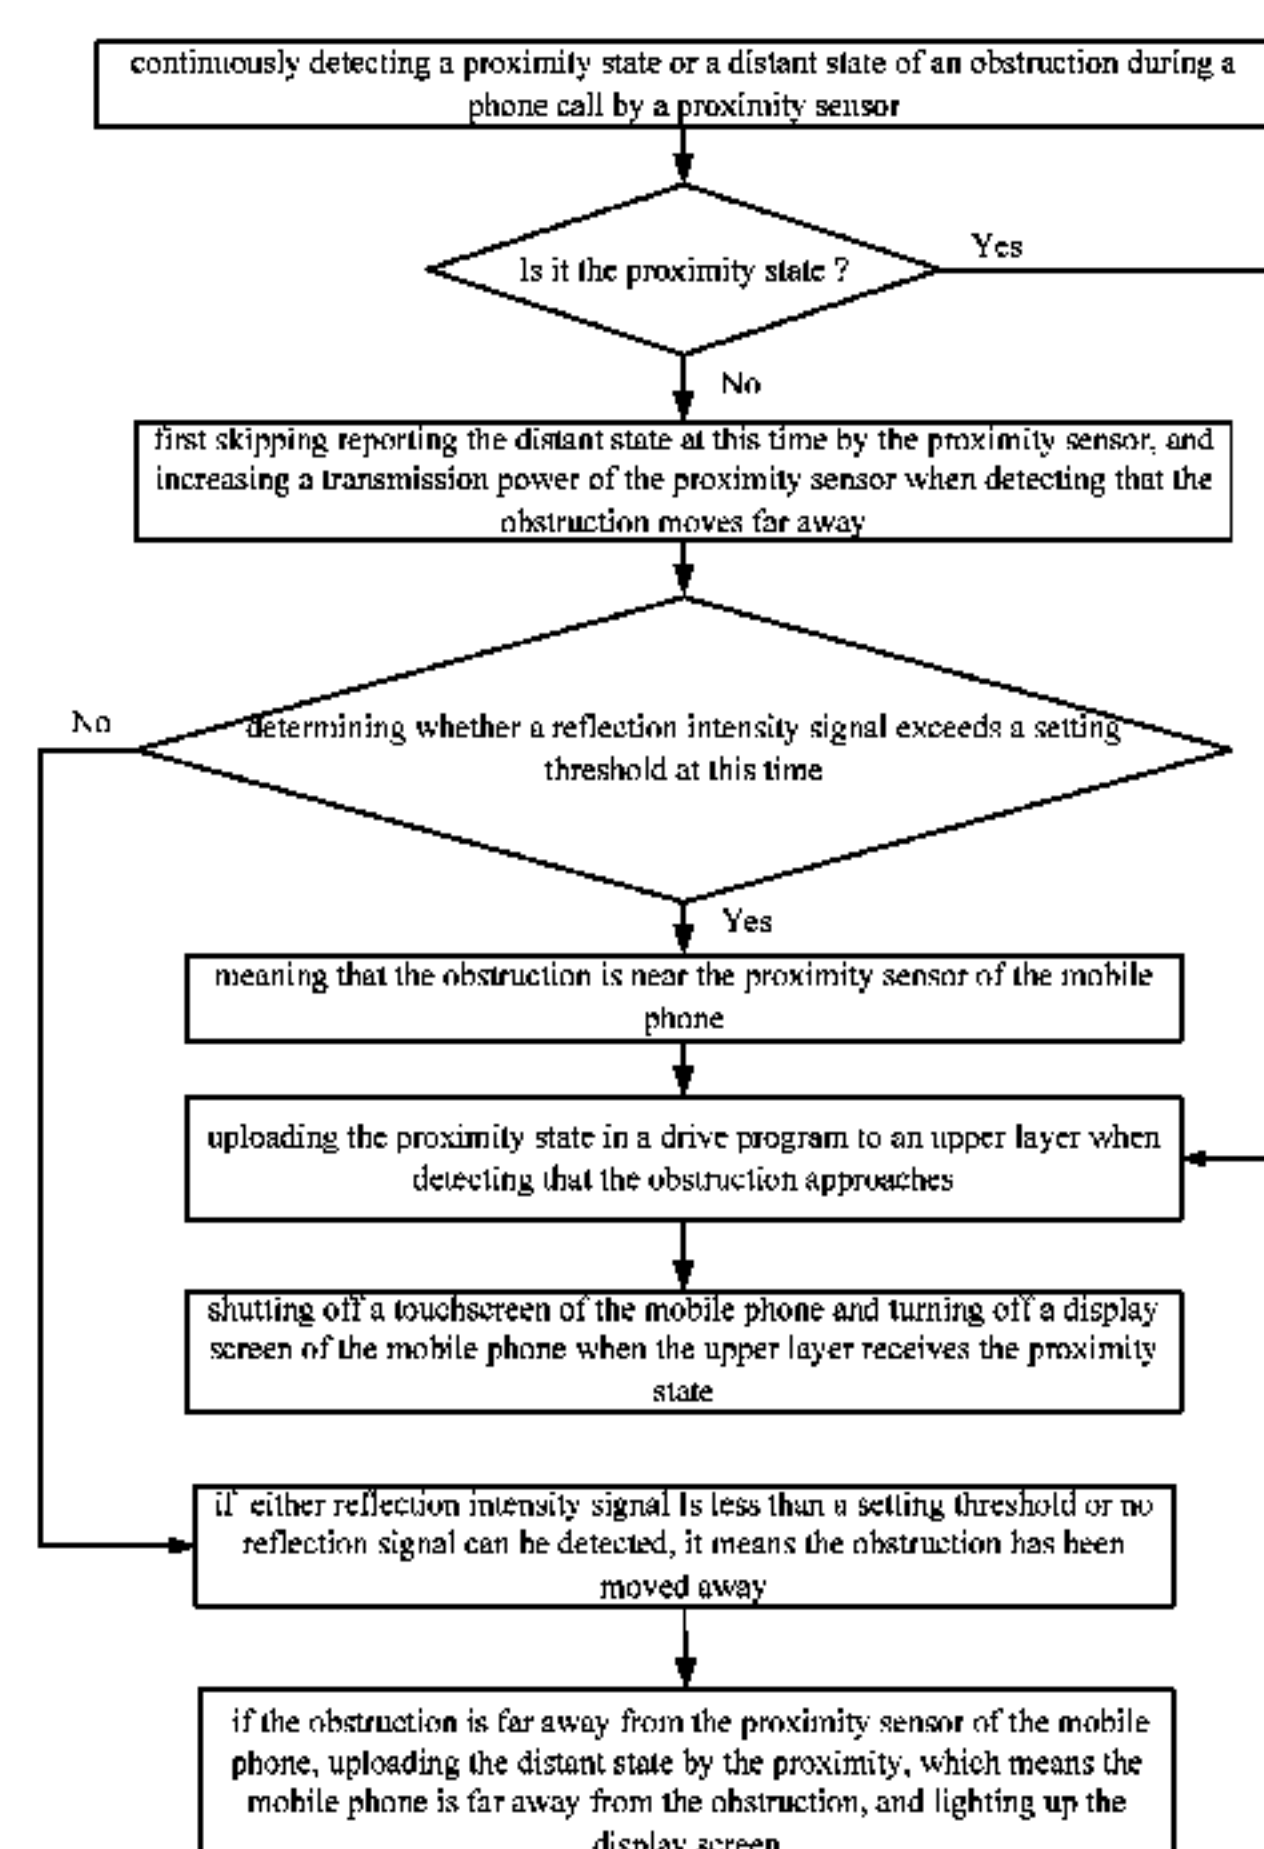 continuously detecting a proximity state or a distant state of an obstruction during a
phone call by a proximity sensor
Is it the proximity state ?
Yes
No
first skipping reporting the distant state at this time by the proximity sensor, and
increasing a transmission power of the proximity sensor when detecting that the
obstruction moves far away
No
determining whether a reflection intensity signal exceeds a setting
threshold at this time
Yes
meaning that the obstruction is near the proximity sensor of the mobile
phone
uploading the proximity state in a drive program to an upper layer when
detecting that the obstruction approaches
shutting off a touchscreen of the mobile phone and turning off a display
screen of the mobile phone when the upper layer receives the proximity
state
if either reflection intensity signal Is less than a setting threshold or no
reflection signal can be detected, it means the obstruction has been
moved away
if the obstruction is far away from the proximity sensor of the mobile
phone, uploading the distant state by the proximity, which means the
mobile phone is far away from the obstruction, and lighting up the
display screen